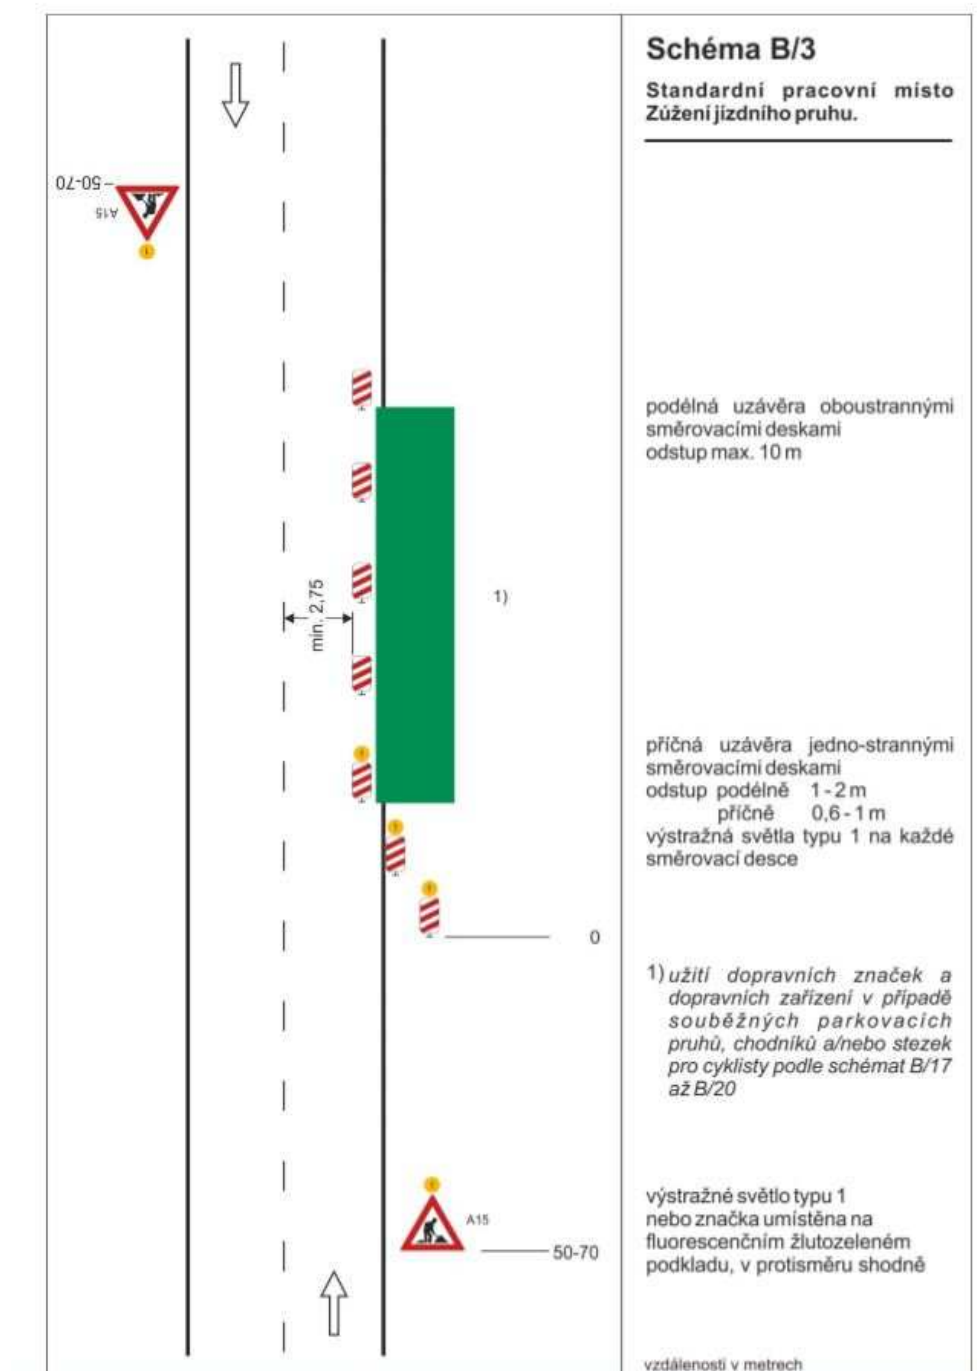 Schéma B/3
Standardní pracovní místo
Zúžení jízdního pruhu.
50-70
A15
podélná uzávěra oboustrannými
směrovacími deskami
odstup max. 10 m
min. 2,75
1)
příčná uzávěra jedno-strannými
směrovacími deskami
odstup podélně 1-2 m
příčně 0,6-1 m
výstražná světla typu 1 na každé
směrovací desce
0
1) užití dopravních značek a
dopravních zařízení v případě
souběžných parkovacích
pruhů, chodníků a/nebo stezek
pro cyklisty podle schémat B/17
až B/20
výstražné světlo typu 1
nebo značka umístěna na
fluorescenčním žlutozeleném
podkladu, v protisměru shodně
A15
50-70
vzdálenosti v metrech